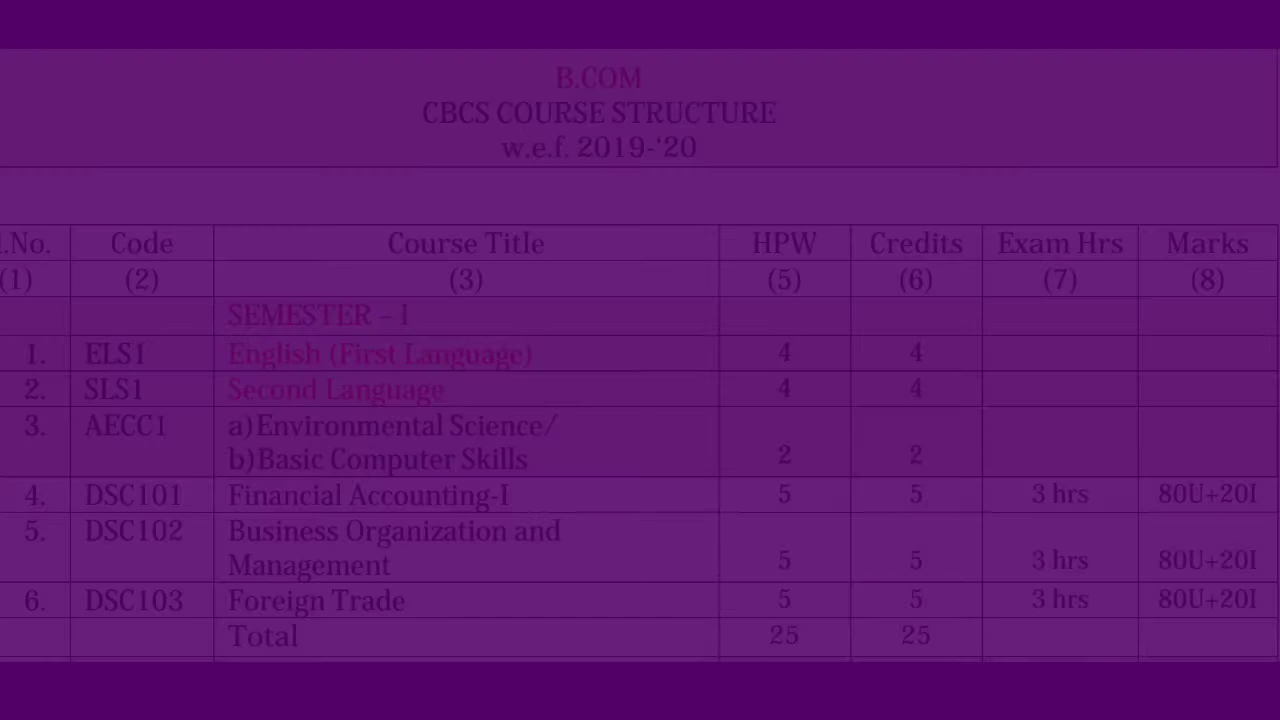 B.COM
CBCS COURSE STRUCTURE
w.e.f. 2019-‘20
l.No. Code Course Title HPW Credits Exam Hrs Marks
(1) (2) (3) (5) (6) (7) (8)
SEMESTER – I
1. ELS1 English (First Language) 4 4
2. SLS1 Second Language 4 4
3. AECC1 a)Environmental Science/
b)Basic Computer Skills 2 2
4. DSC101 Financial Accounting-I 5 5 3 hrs 80U+20I
5. DSC102 Business Organization and
Management 5 5 3 hrs 80U+20I
6. DSC103 Foreign Trade 5 5 3 hrs 80U+20I
Total 25 25